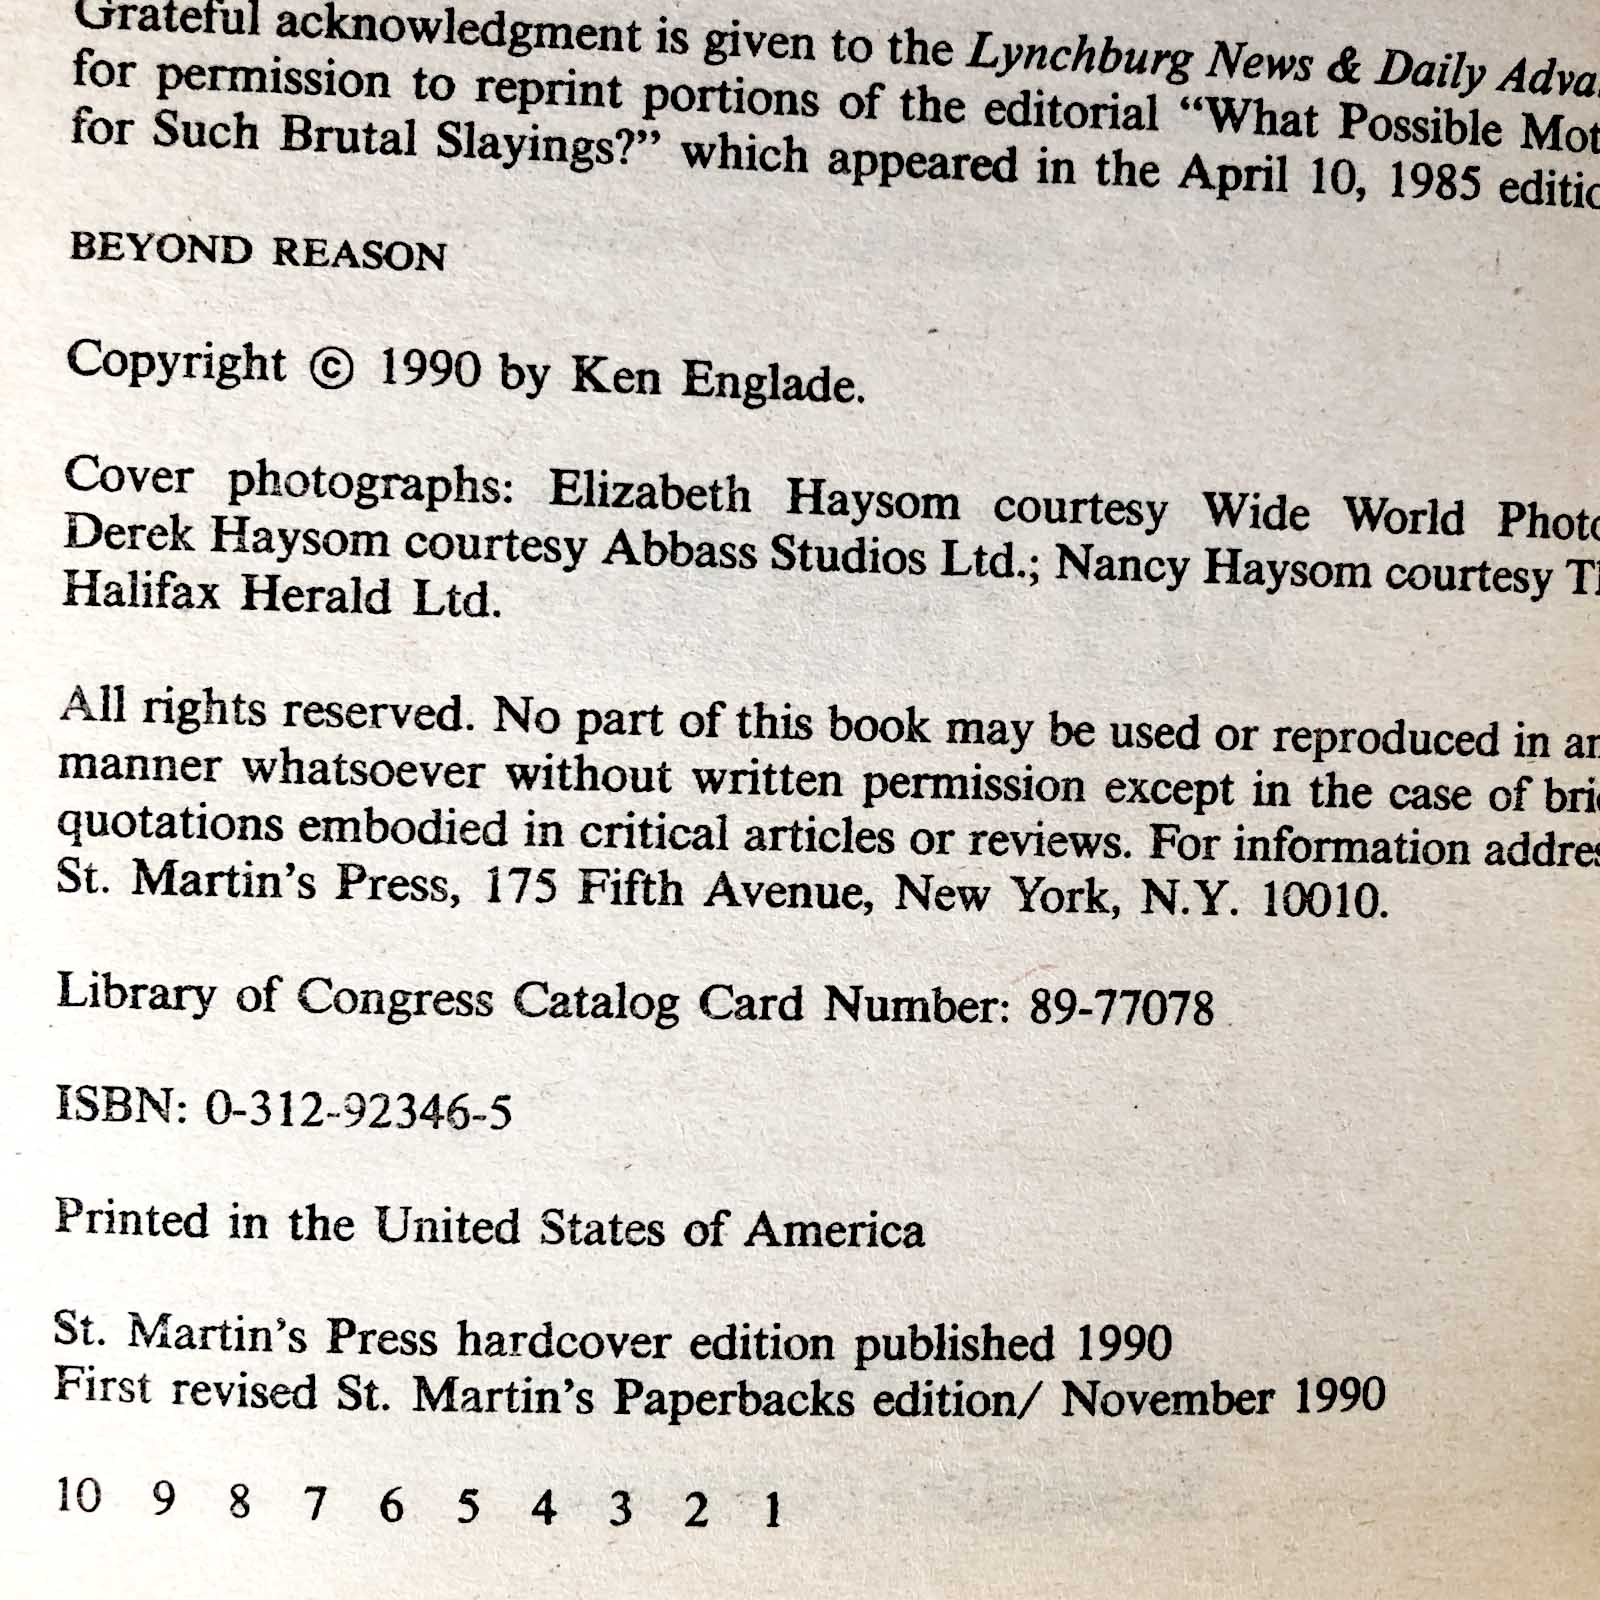 Grateful acknowledgment is given to the Lynchburg News & Daily
for permission to reprint portions of the editorial “What Possible
for Such Brutal Slayings?” which appeared in the April 10, 1985
BEYOND REASON
Copyright © 1990 by Ken Englade.
Cover photographs: Elizabeth Haysom courtesy Wide World
Derek Haysom courtesy Abbass Studios Ltd.; Nancy Haysom courtesy
Halifax Herald Ltd.
All rights reserved. No part of this book may be used or reproduced in
manner whatsoever without written permission except in the case of
quotations embodied in critical articles or reviews. For information
St. Martin’s Press, 175 Fifth Avenue, New York, N.Y. 10010.
Library of Congress Catalog Card Number: 89-77078
ISBN: 0-312-92346-5
Printed in the United States of America
St. Martin’s Press hardcover edition published 1990
First revised St. Martin’s Paperbacks edition/ November 1990
10 9 8 7 6 5 4 3 2 1